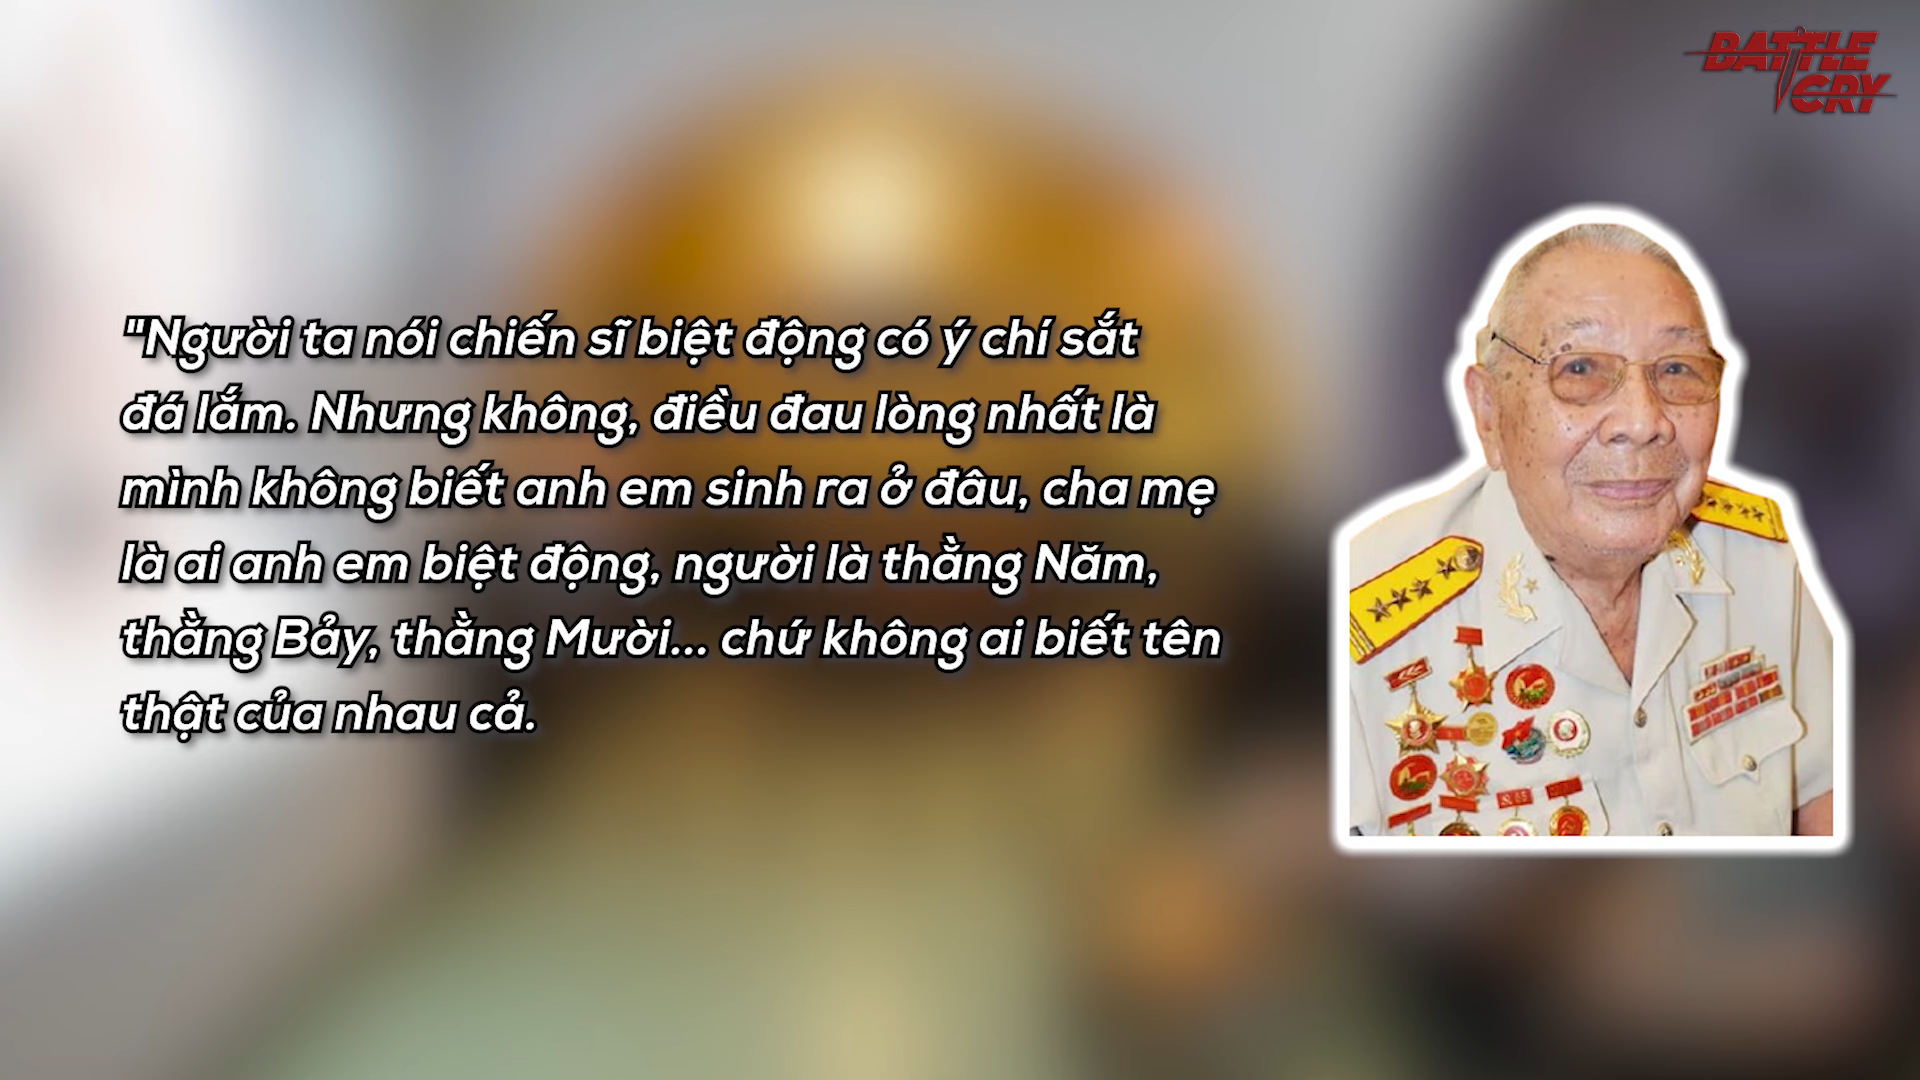 BATTLE
CRY
"Người ta nói chiến sĩ biệt động có ý chí sắt
đá lắm. Nhưng không, điều đau lòng nhất là
mình không biết anh em sinh ra ở đâu, cha mẹ
là ai anh em biệt động, người là thằng Năm,
thằng Bảy, thằng Mười... chứ không ai biết tên
thật của nhau cả.